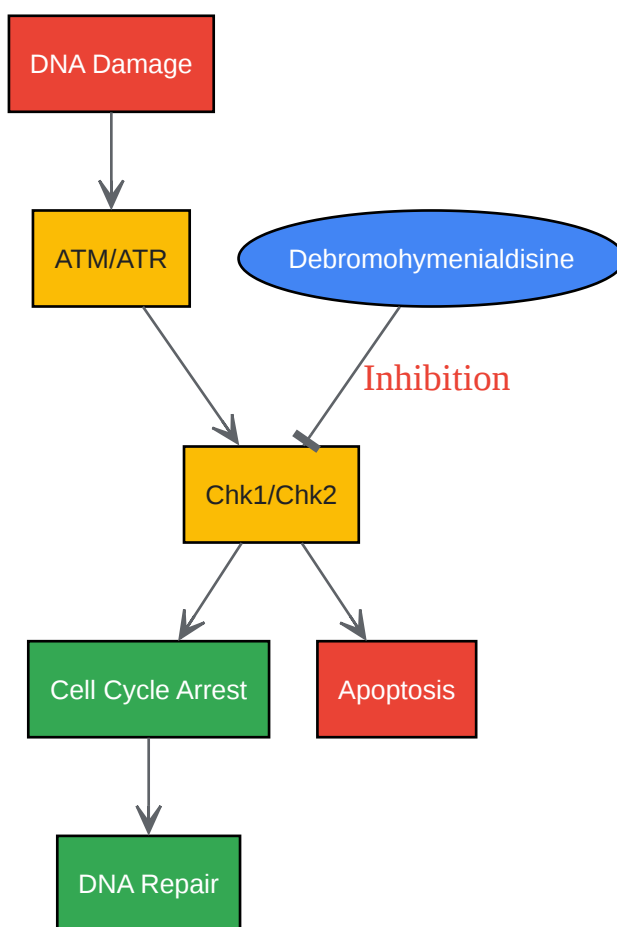 DNA Damage
ATM/ATR
Debromohymenialdisine
Inhibition
Chk1/Chk2
Cell Cycle Arrest
Apoptosis
DNA Repair